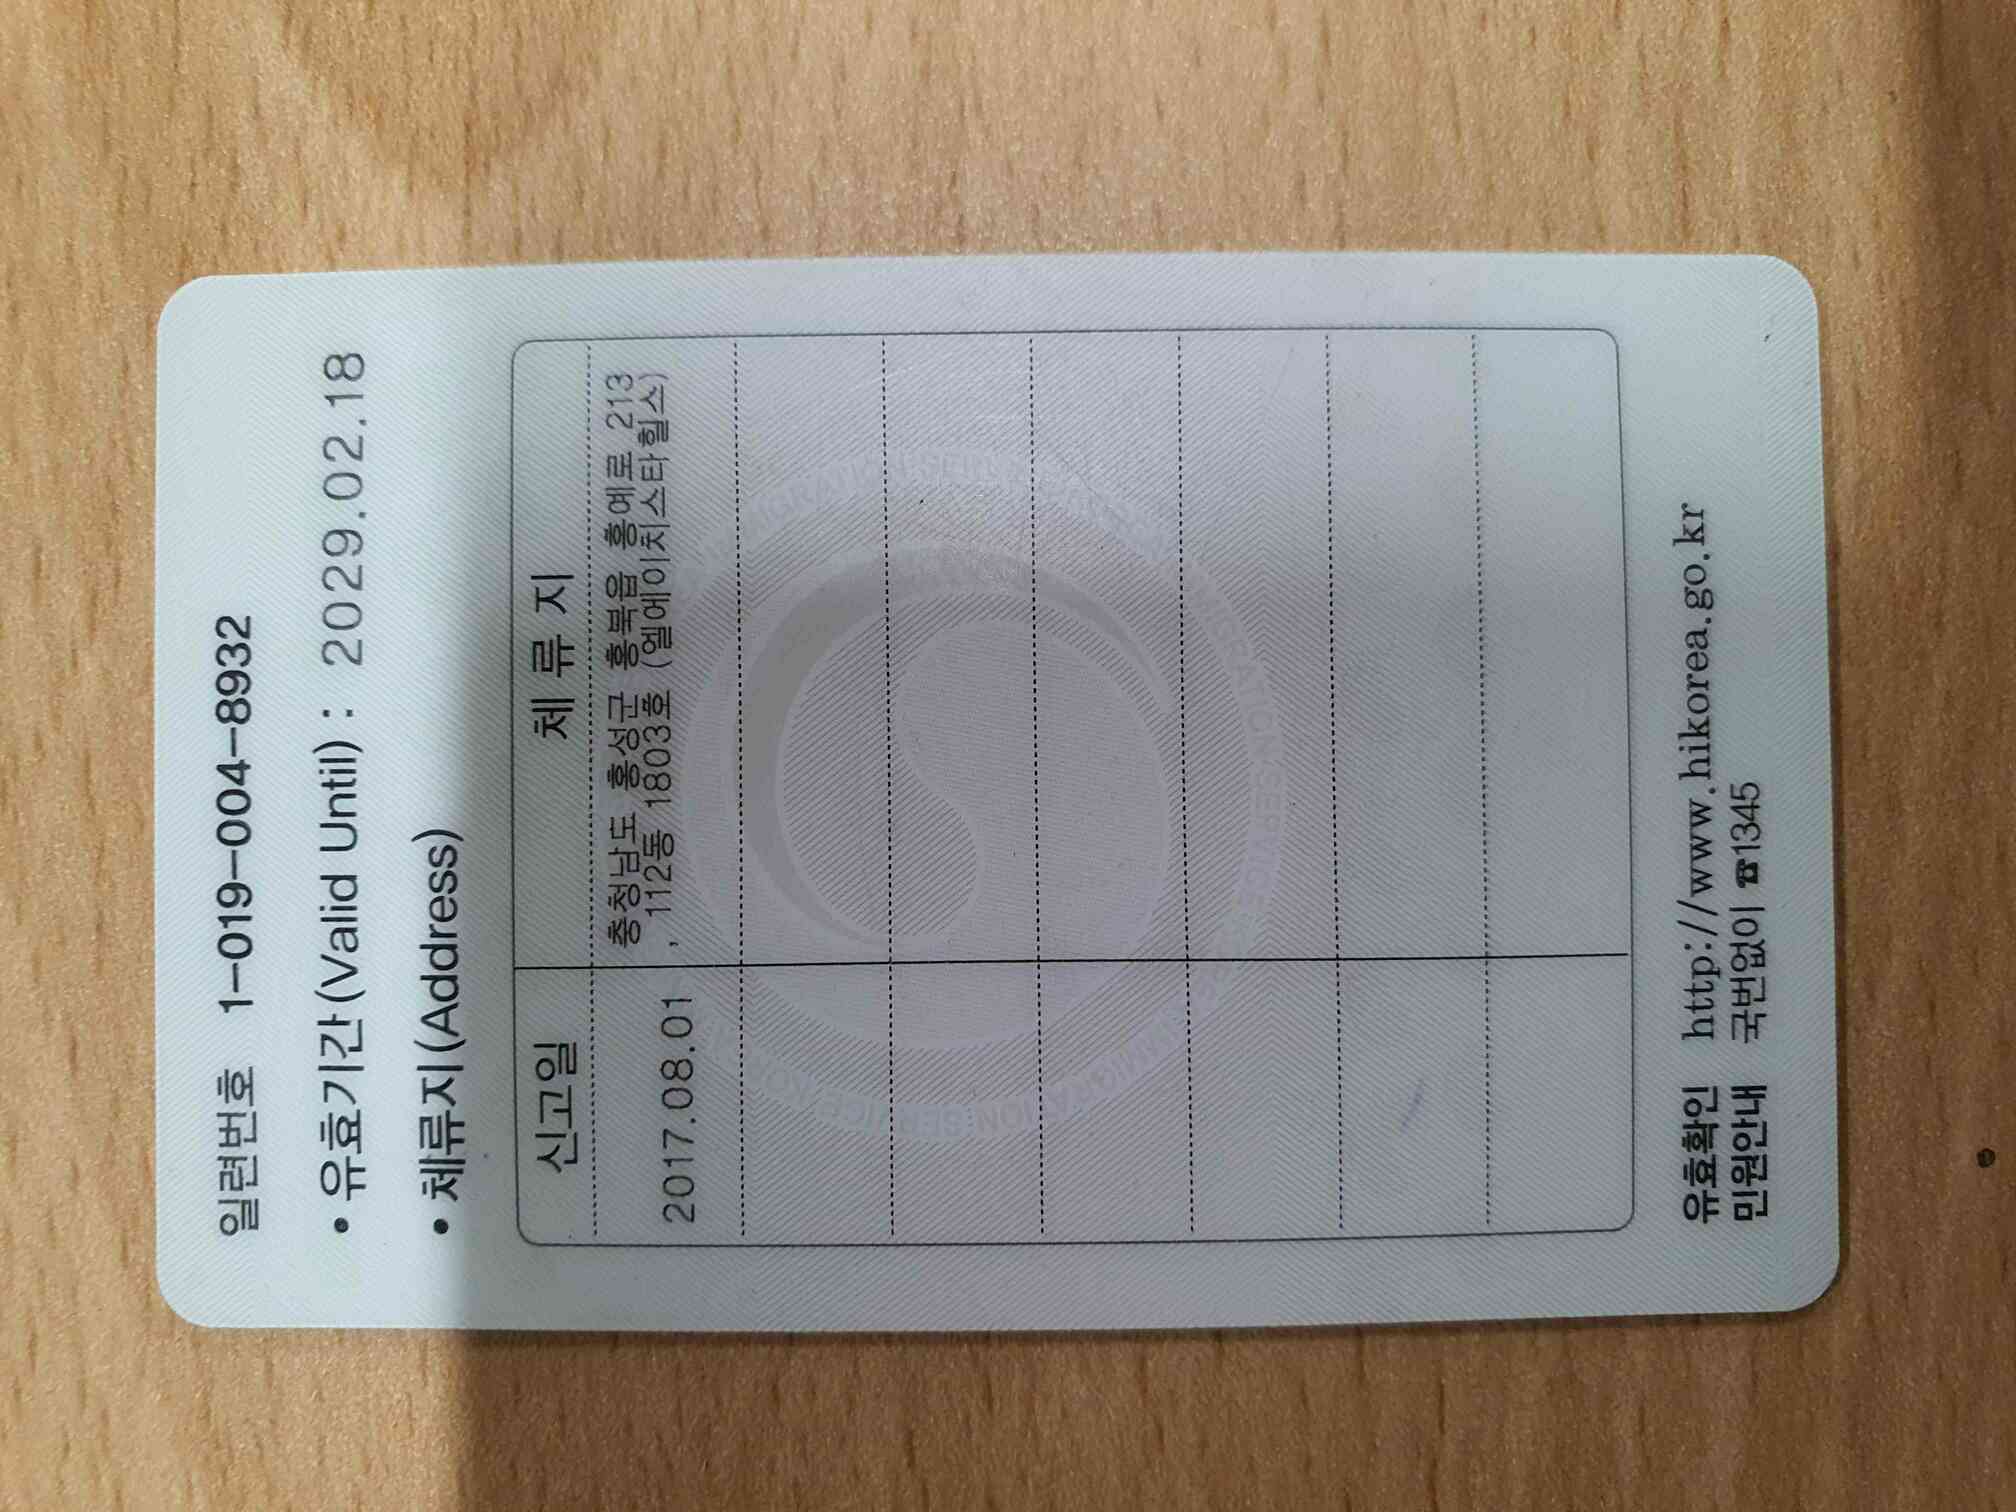 일련번호 1-019-004-8932
• 유효기간(Valid Until) : 2029.02.18
• 체류지(Address)
신고일 체 류 지
2017.08.01 충청남도 홍성군 홍북읍 홍예로 213
, 112동 1803호 (엘에이치스타힐스)
유효확인 http://www.hikorea.go.kr
민원안내 국번없이 ☎1345
IMMIGRATION SERVICE